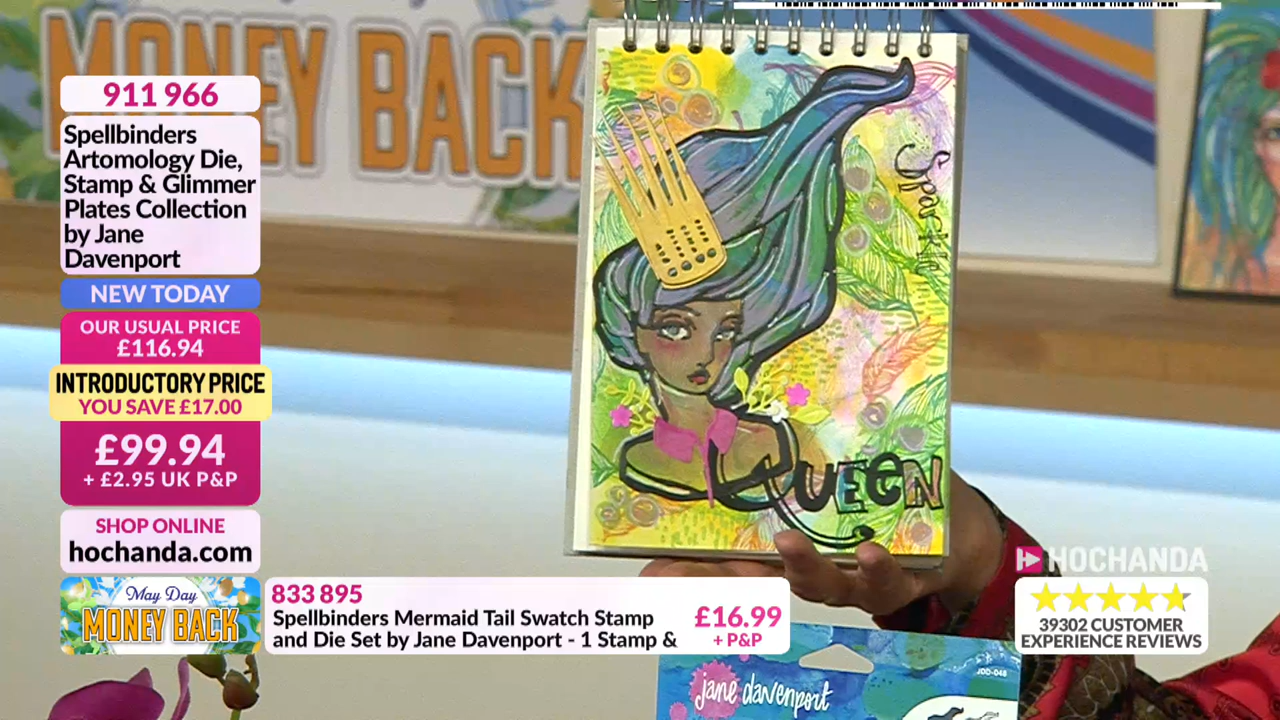 MONEY BACK
911 966
Spellbinders
Artomology Die,
Stamp & Glimmer
Plates Collection
by Jane
Davenport
NEW TODAY
OUR USUAL PRICE
£116.94
INTRODUCTORY PRICE
YOU SAVE £17.00
£99.94
+ £2.95 UK P&P
SHOP ONLINE
hochanda.com
May Day
MONEY BACK
833 895
Spellbinders Mermaid Tail Swatch Stamp
and Die Set by Jane Davenport - 1 Stamp &
£16.99
+ P&P
Sparkle
QUEEN
HOCHANDA
39302 CUSTOMER
EXPERIENCE REVIEWS
jane davenport
JDD-048